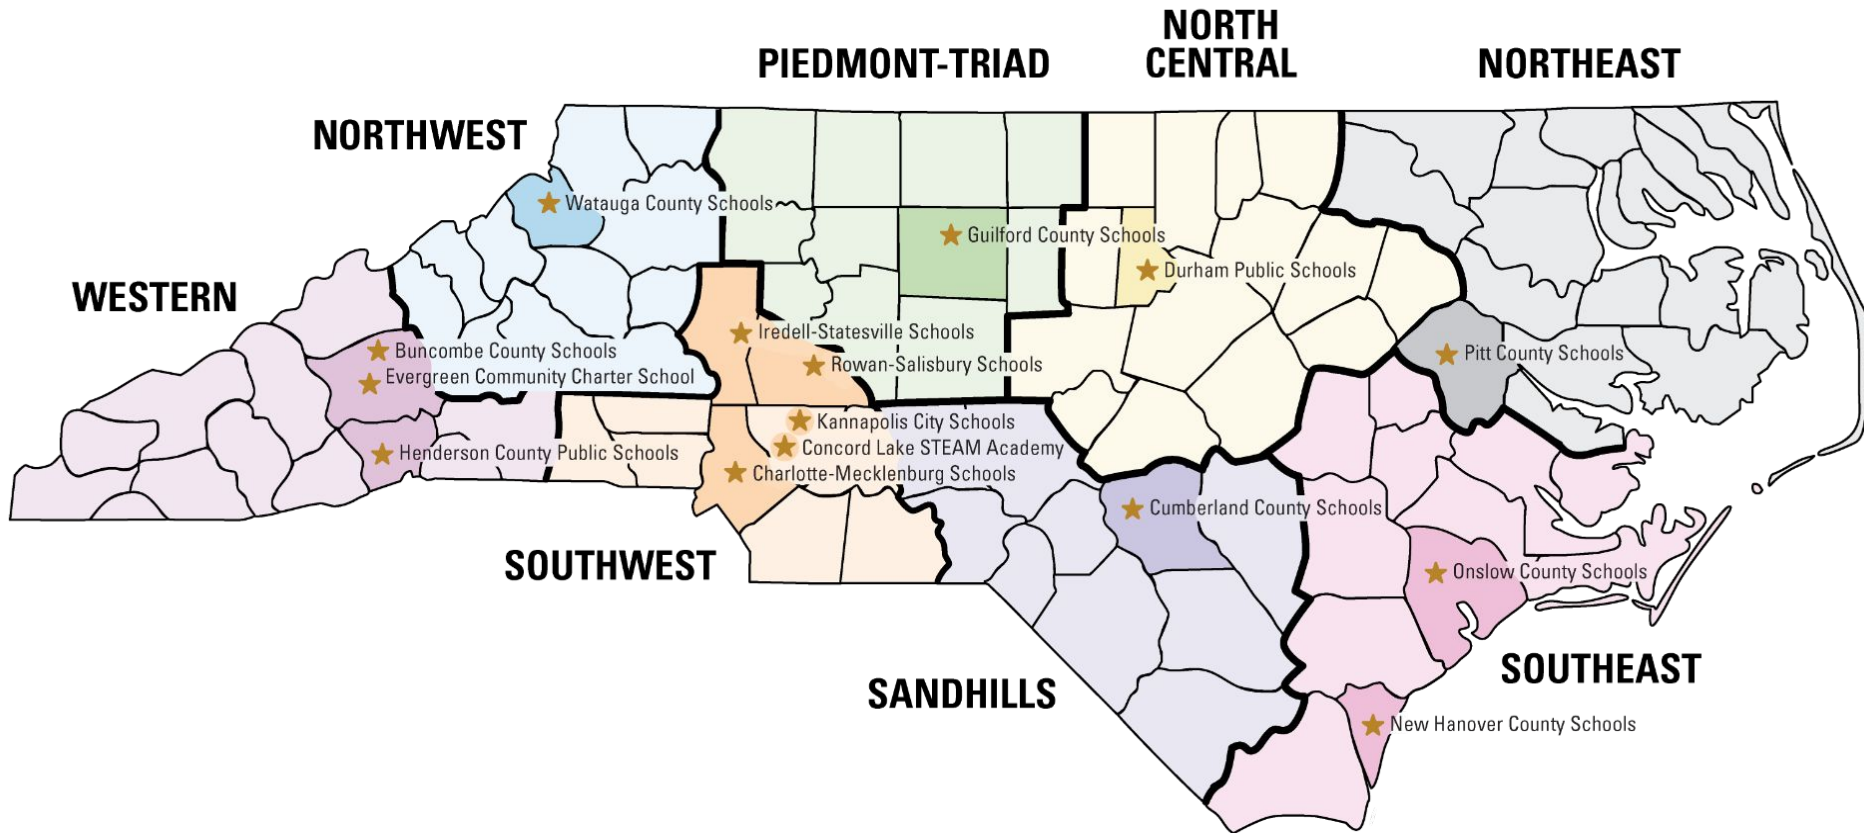 NORTH
CENTRAL
PIEDMONT-TRIAD
NORTHEAST
NORTHWEST
Watauga County Schools
Guilford County Schools
Durham Public Schools
WESTERN
Iredell-Statesville Schools
Buncombe County Schools
Pitt County Schools
Rowan-Salisbury Schools
Evergreen Community Charter School
Kannapolis City Schools
Concord Lake STEAM Academy
Henderson County Public Schools
Charlotte-Mecklenburg Schools
Cumberland County Schools
SOUTHWEST
Onslow County Schools
SOUTHEAST
SANDHILLS
New Hanover County Schools